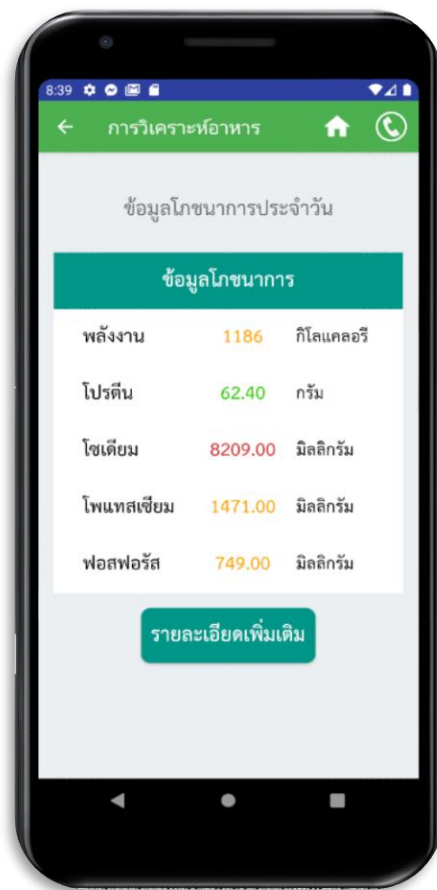 8:39
การวิเคราะห์อาหาร
ข้อมูลโภชนาการประจำวัน
ข้อมูลโภชนาการ
พลังงาน 1186 กิโลแคลอรี
โปรตีน 62.40 กรัม
โซเดียม 8209.00 มิลลิกรัม
โพแทสเซียม 1471.00 มิลลิกรัม
ฟอสฟอรัส 749.00 มิลลิกรัม
รายละเอียดเพิ่มเติม